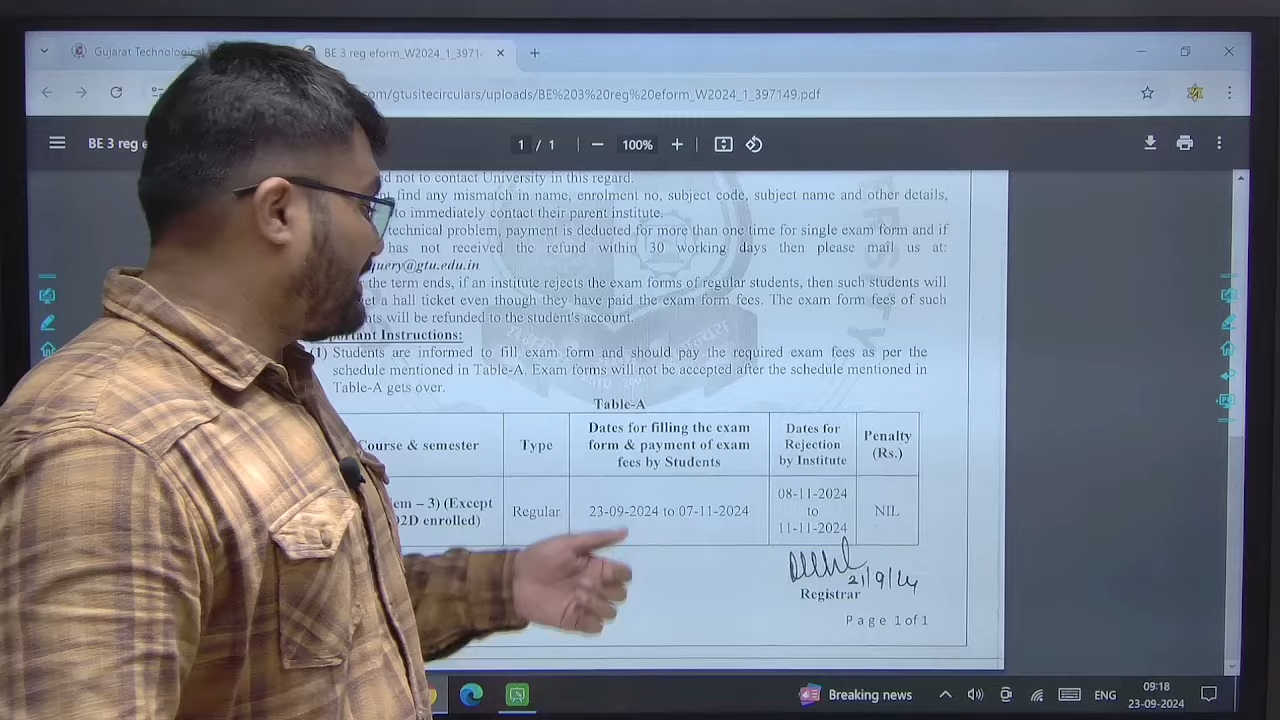 Gujarat Technological
BE 3 reg eform_W2024_1_3971
com/gtusitecirculars/uploads/BE%203%20reg%20eform_W2024_1_397149.pdf
BE 3 reg e
1 / 1
100%
not to contact University in this regard.
find any mismatch in name, enrolment no, subject code, subject name and other details,
to immediately contact their parent institute.
technical problem, payment is deducted for more than one time for single exam form and if
has not received the refund within 30 working days then please mail us at:
query@gtu.edu.in
the term ends, if an institute rejects the exam forms of regular students, then such students will
a hall ticket even though they have paid the exam form fees. The exam form fees of such
will be refunded to the student's account.
Instructions:
(1) Students are informed to fill exam form and should pay the required exam fees as per the
schedule mentioned in Table-A. Exam forms will not be accepted after the schedule mentioned in
Table-A gets over.
Table-A
Course & semester
Type
Dates for filling the exam
form & payment of exam
fees by Students
Dates for
Rejection
by Institute
Penalty
(Rs.)
– 3) (Except
enrolled)
Regular
23-09-2024 to 07-11-2024
08-11-2024
to
11-11-2024
NIL
21/9/24
Registrar
Page 1 of 1
Breaking news
ENG
09:18
23-09-2024